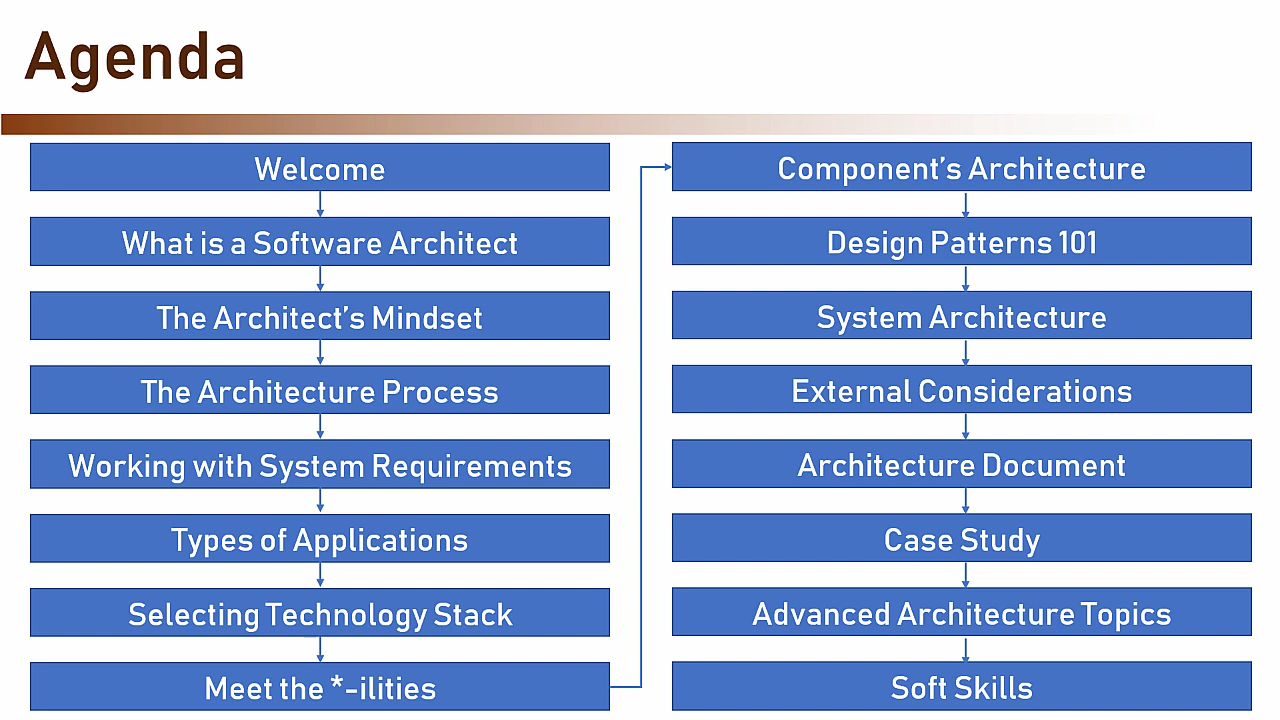 Agenda
Welcome
What is a Software Architect
The Architect's Mindset
The Architecture Process
Working with System Requirements
Types of Applications
Selecting Technology Stack
Meet the *-ilities
Component's Architecture
Design Patterns 101
System Architecture
External Considerations
Architecture Document
Case Study
Advanced Architecture Topics
Soft Skills